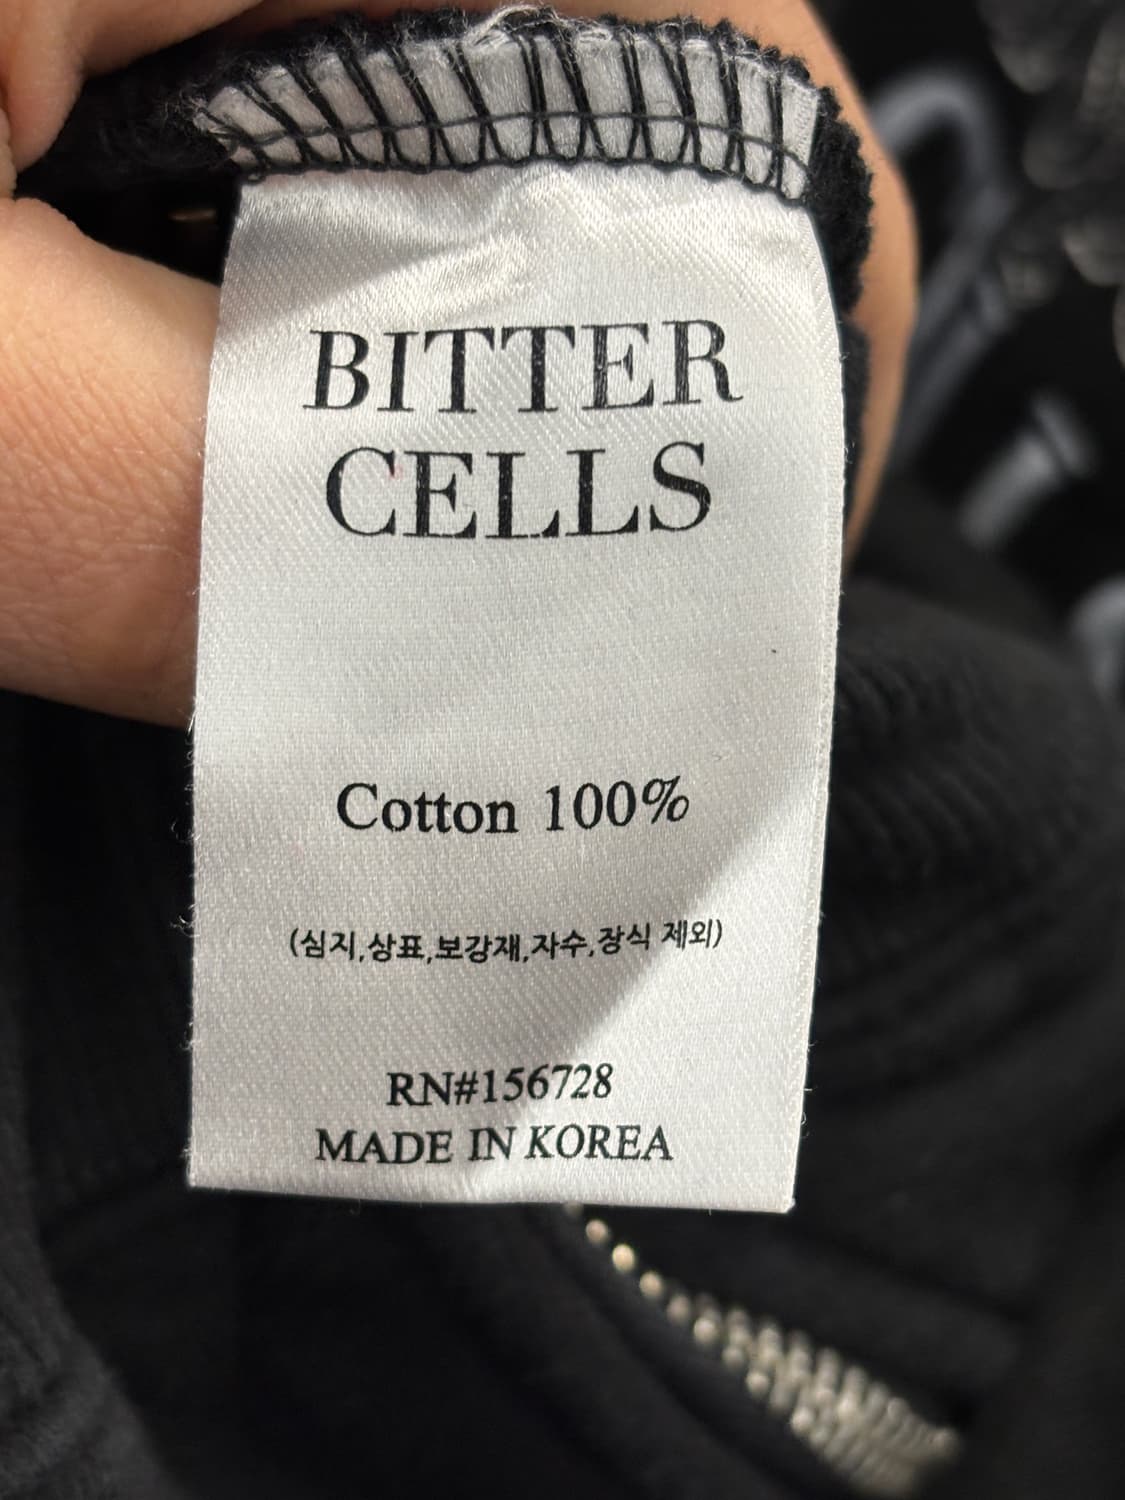 BITTER
CELLS
Cotton 100%
(심지,상표,보강재,자수,장식 제외)
RN#156728
MADE IN KOREA